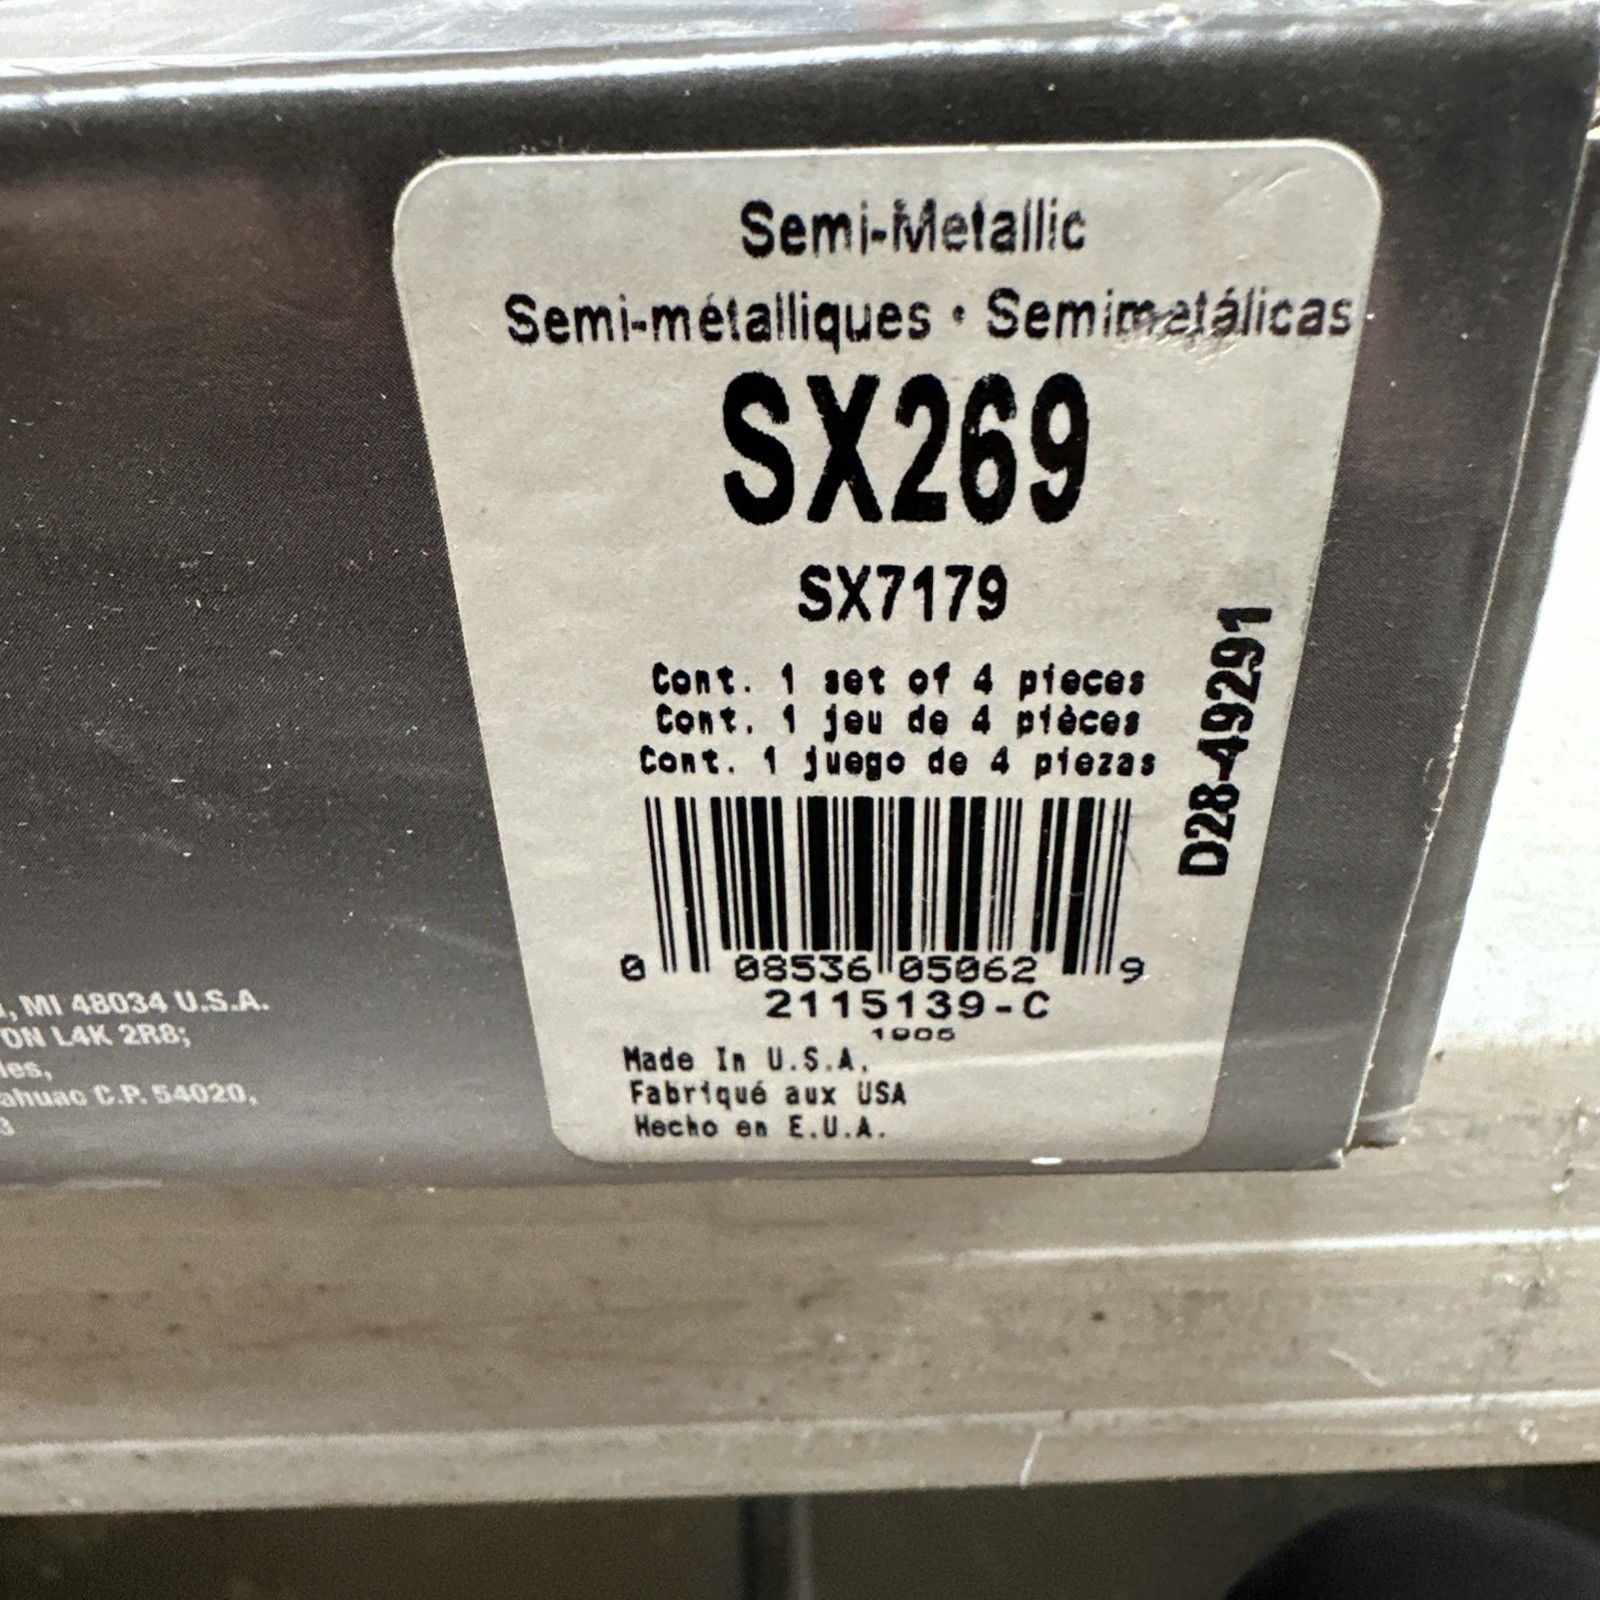 Semi-Metallic
Semi-métalliques • Semimetálicas
SX269
SX7179
Cont. 1 set of 4 pieces
Cont. 1 jeu de 4 pièces
Cont. 1 juego de 4 piezas
D28-49291
0 08536 05062 9
2115139-C
1905
Made In U.S.A.
Fabriqué aux USA
Hecho en E.U.A.
, MI 48034 U.S.A.
ON L4K 2R8;
les,
ahuac C.P. 54020,
3